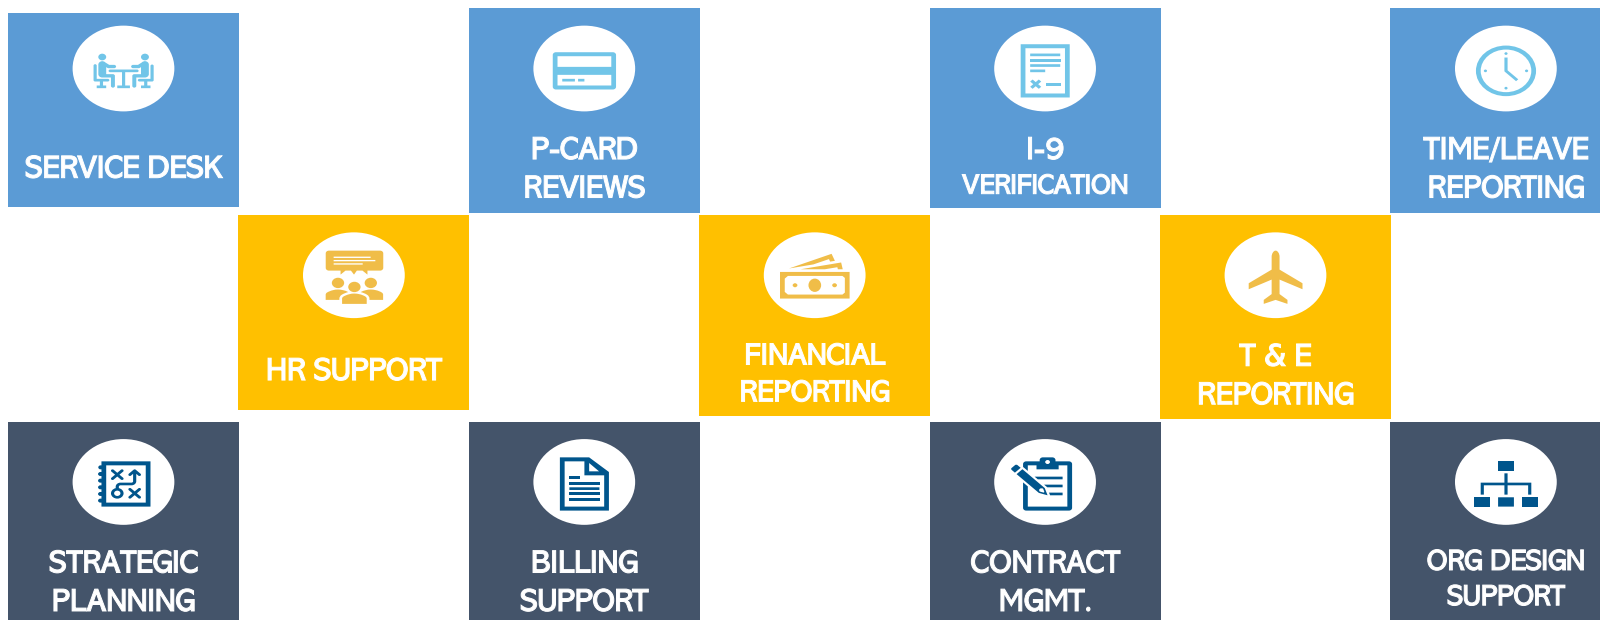 SERVICE DESK
P-CARD
REVIEWS
I-9
VERIFICATION
TIME/LEAVE
REPORTING
HR SUPPORT
FINANCIAL
REPORTING
T & E
REPORTING
STRATEGIC
PLANNING
BILLING
SUPPORT
CONTRACT
MGMT.
ORG DESIGN
SUPPORT